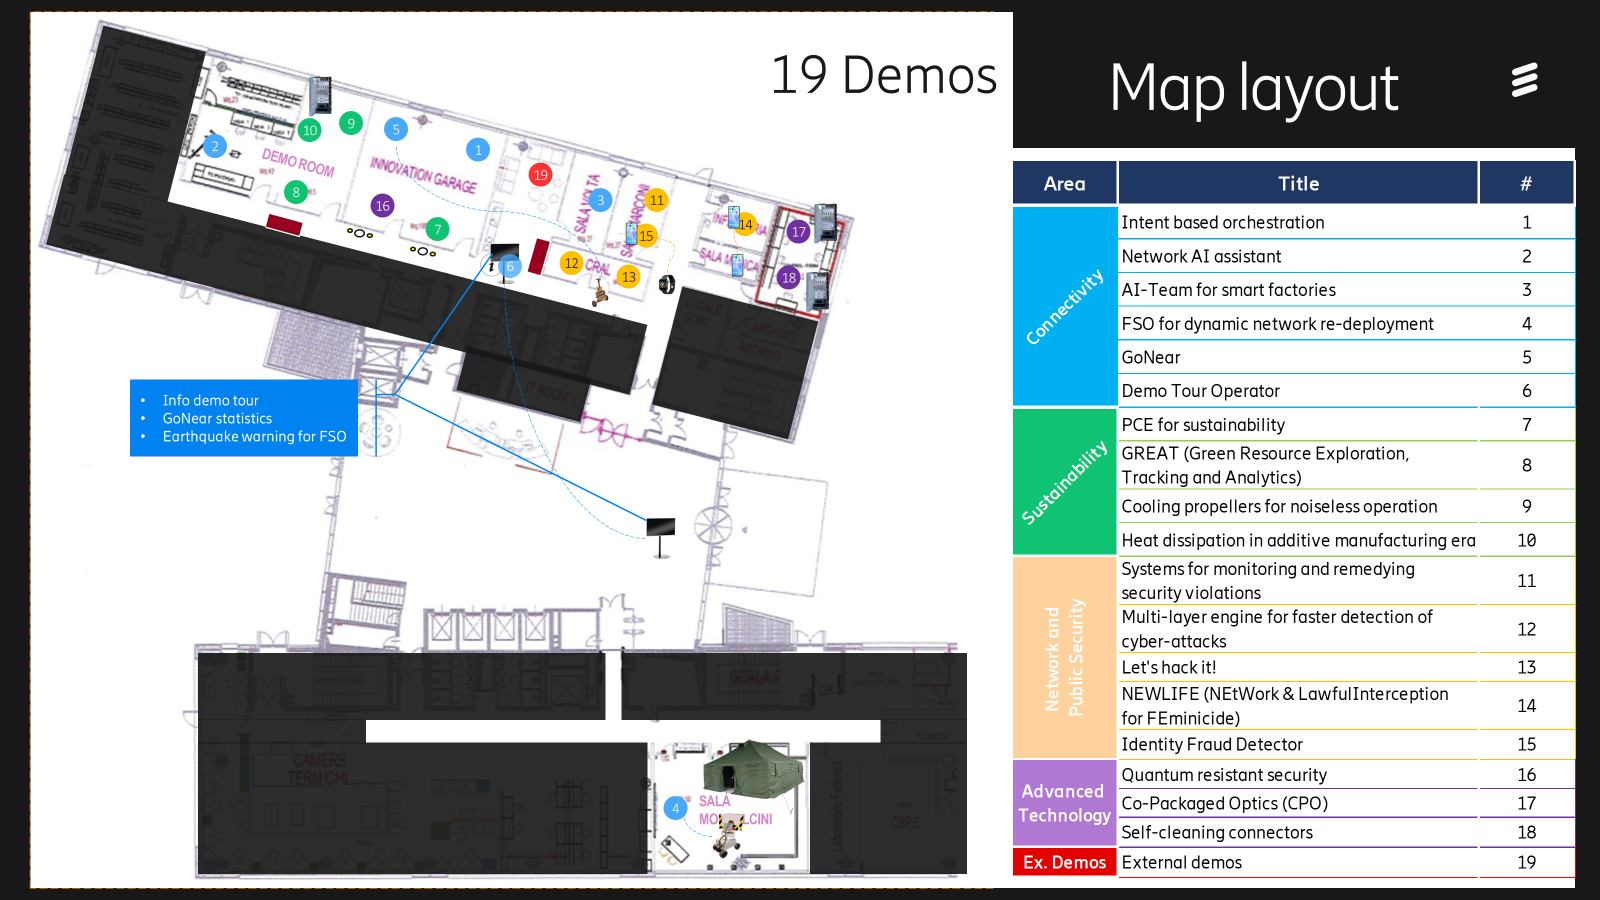 19 Demos
Map layout
10
9
5
1
2
DEMO ROOM
INNOVATION GARAGE
19
8
16
7
SALA VOLTA
3
11
15
14
17
6
12
13
18
• Info demo tour
• GoNear statistics
• Earthquake warning for FSO
CAMERE
TERMICHI
4
SALA
Area Title #
Connectivity
Intent based orchestration 1
Network AI assistant 2
AI-Team for smart factories 3
FSO for dynamic network re-deployment 4
GoNear 5
Demo Tour Operator 6
Sustainability
PCE for sustainability 7
GREAT (Green Resource Exploration,
Tracking and Analytics) 8
Cooling propellers for noiseless operation 9
Heat dissipation in additive manufacturing era 10
Network and
Public Security
Systems for monitoring and remedying
security violations 11
Multi-layer engine for faster detection of
cyber-attacks 12
Let's hack it! 13
NEWLIFE (NEtWork & LawfulInterception
for FEminicide) 14
Identity Fraud Detector 15
Advanced
Technology
Quantum resistant security 16
Co-Packaged Optics (CPO) 17
Self-cleaning connectors 18
Ex. Demos
External demos 19